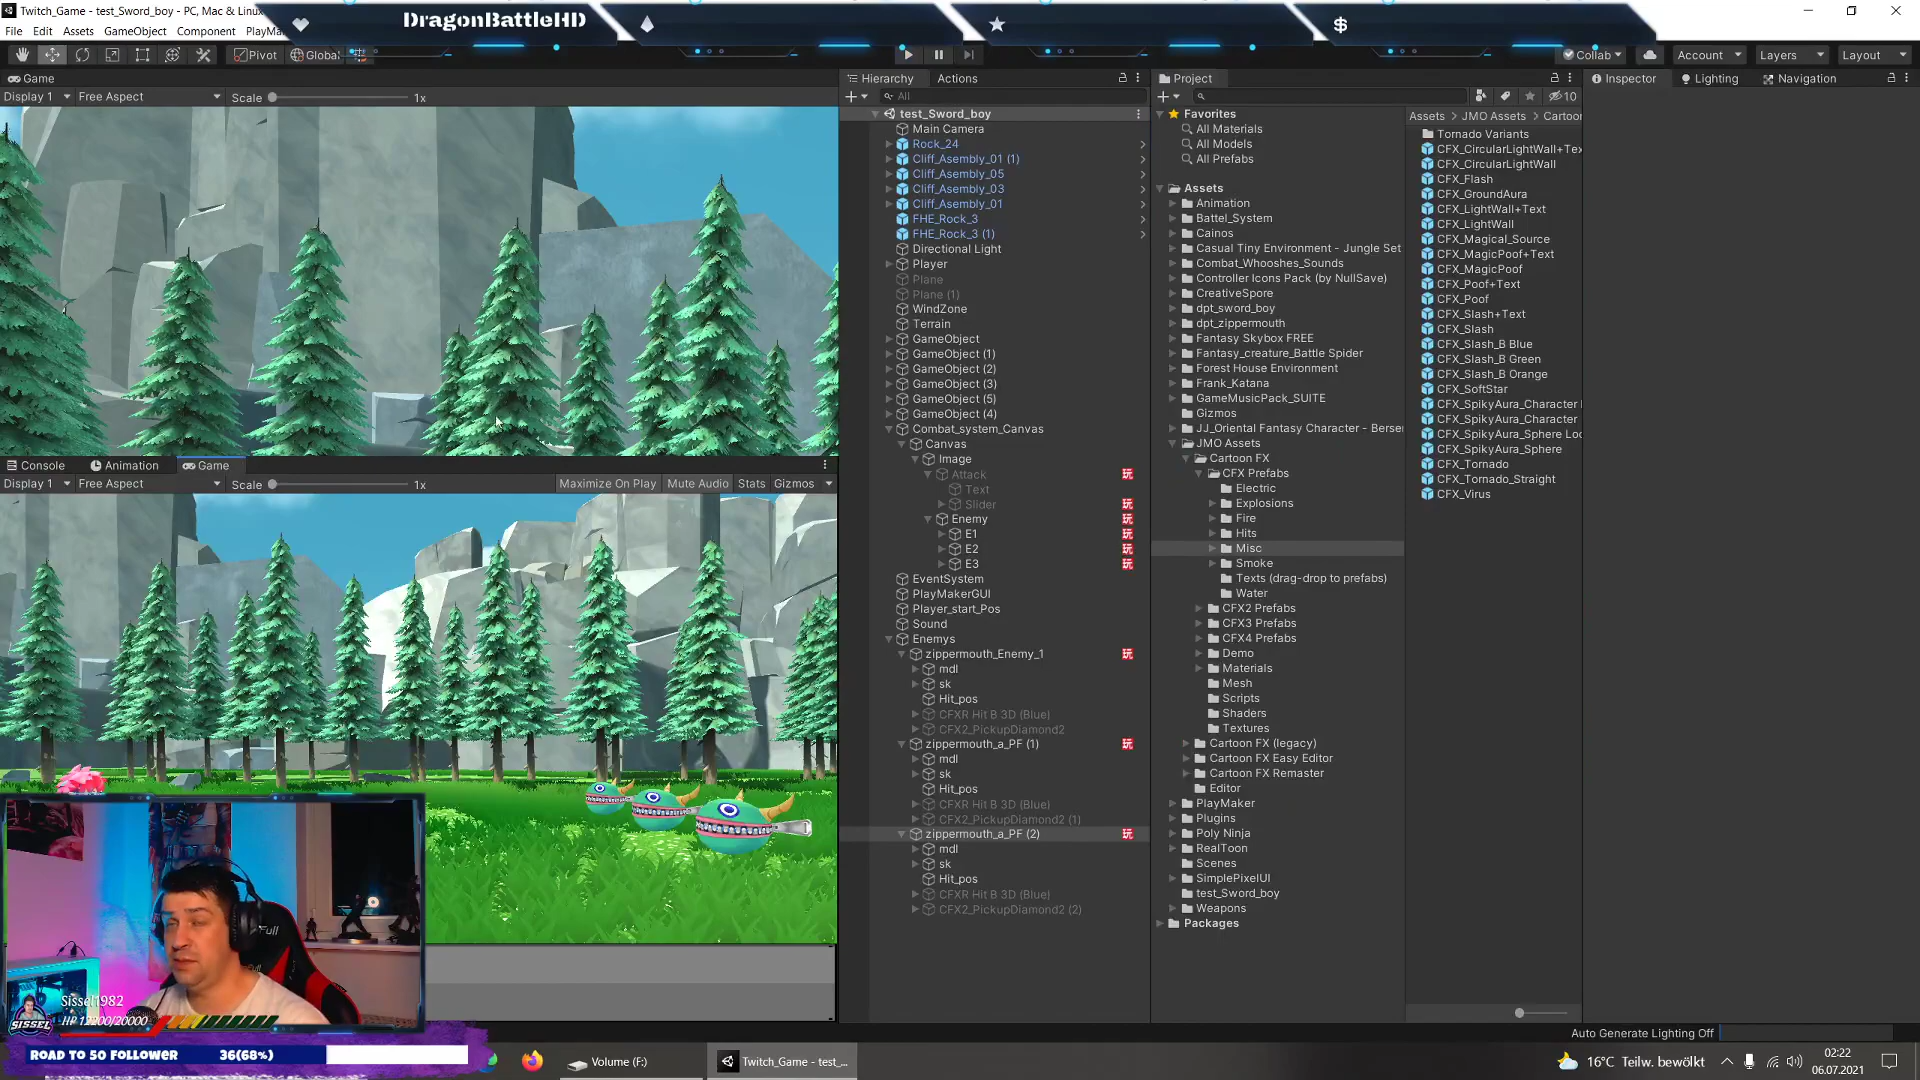 Twitch_Game - test_Sword_boy - PC, Mac & Linux
DragonBattleHD
$
File Edit Assets GameObject Component PlayMa
Pivot Global Collab Account Layers Layout
Game
Display 1 Free Aspect Scale 1x
Console Animation Game
Display 1 Free Aspect Scale 1x Maximize On Play Mute Audio Stats Gizmos
Hierarchy Actions
All
test_Sword_boy
Main Camera
Rock_24
Cliff_Asembly_01 (1)
Cliff_Asembly_05
Cliff_Asembly_03
Cliff_Asembly_01
FHE_Rock_3
FHE_Rock_3 (1)
Directional Light
Player
Plane
Plane (1)
WindZone
Terrain
GameObject
GameObject (1)
GameObject (2)
GameObject (3)
GameObject (5)
GameObject (4)
Combat_system_Canvas
Canvas
Image
Attack
Text
Slider
Enemy
E1
E2
E3
EventSystem
PlayMakerGUI
Player_start_Pos
Sound
Enemys
zippermouth_Enemy_1
mdl
sk
Hit_pos
CFXR Hit B 3D (Blue)
CFX2_PickupDiamond2
zippermouth_a_PF (1)
mdl
sk
Hit_pos
CFXR Hit B 3D (Blue)
CFX2_PickupDiamond2 (1)
zippermouth_a_PF (2)
mdl
sk
Hit_pos
CFXR Hit B 3D (Blue)
CFX2_PickupDiamond2 (2)
Project
10
Favorites
All Materials
All Models
All Prefabs
Assets
Animation
Battel_System
Cainos
Casual Tiny Environment - Jungle Set
Combat_Whooshes_Sounds
Controller Icons Pack (by NullSave)
CreativeSpore
dpt_sword_boy
dpt_zippermouth
Fantasy Skybox FREE
Fantasy_creature_Battle Spider
Forest House Environment
Frank_Katana
GameMusicPack_SUITE
Gizmos
JJ_Oriental Fantasy Character - Berser
JMO Assets
Cartoon FX
CFX Prefabs
Electric
Explosions
Fire
Hits
Misc
Smoke
Texts (drag-drop to prefabs)
Water
CFX2 Prefabs
CFX3 Prefabs
CFX4 Prefabs
Demo
Materials
Mesh
Scripts
Shaders
Textures
Cartoon FX (legacy)
Cartoon FX Easy Editor
Cartoon FX Remaster
Editor
PlayMaker
Plugins
Poly Ninja
RealToon
Scenes
SimplePixelUI
test_Sword_boy
Weapons
Packages
Assets > JMO Assets > Cartoo
Tornado Variants
CFX_CircularLightWall+Tex
CFX_CircularLightWall
CFX_Flash
CFX_GroundAura
CFX_LightWall+Text
CFX_LightWall
CFX_Magical_Source
CFX_MagicPoof+Text
CFX_MagicPoof
CFX_Poof+Text
CFX_Poof
CFX_Slash+Text
CFX_Slash
CFX_Slash_B Blue
CFX_Slash_B Green
CFX_Slash_B Orange
CFX_SoftStar
CFX_SpikyAura_Character
CFX_SpikyAura_Character
CFX_SpikyAura_Sphere Loo
CFX_SpikyAura_Sphere
CFX_Tornado
CFX_Tornado_Straight
CFX_Virus
Inspector Lighting Navigation
Auto Generate Lighting Off
Full
Sissel1982
HP 12200/20000
SISSEL
ROAD TO 50 FOLLOWER 36(68%)
Volume (F:)
Twitch_Game - test_...
16°C Teilw. bewölkt
02:22
06.07.2021